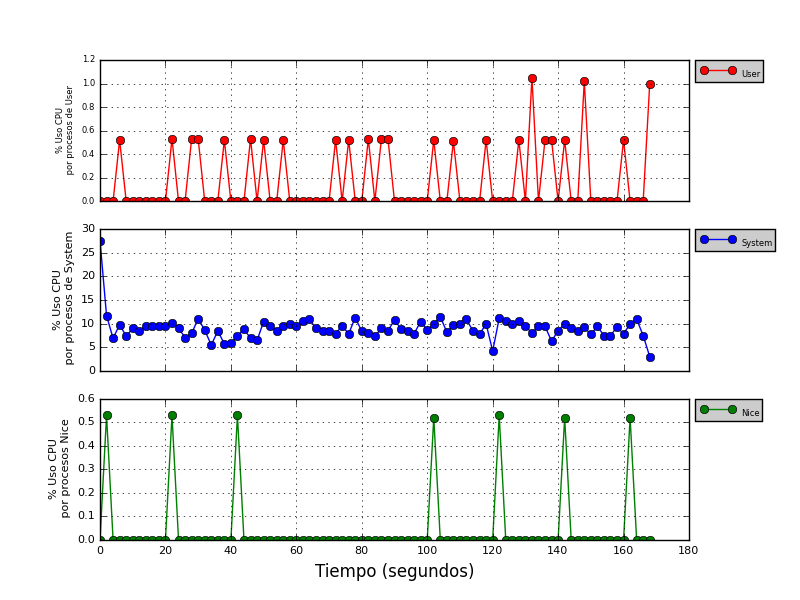 1.2
1.0
0.8
0.6
0.4
0.2
0.0
% Uso CPU
por procesos de User
User
30
25
20
15
10
5
0
% Uso CPU
por procesos de System
System
0.6
0.5
0.4
0.3
0.2
0.1
0.0
% Uso CPU
por procesos Nice
Nice
0 20 40 60 80 100 120 140 160 180
Tiempo (segundos)